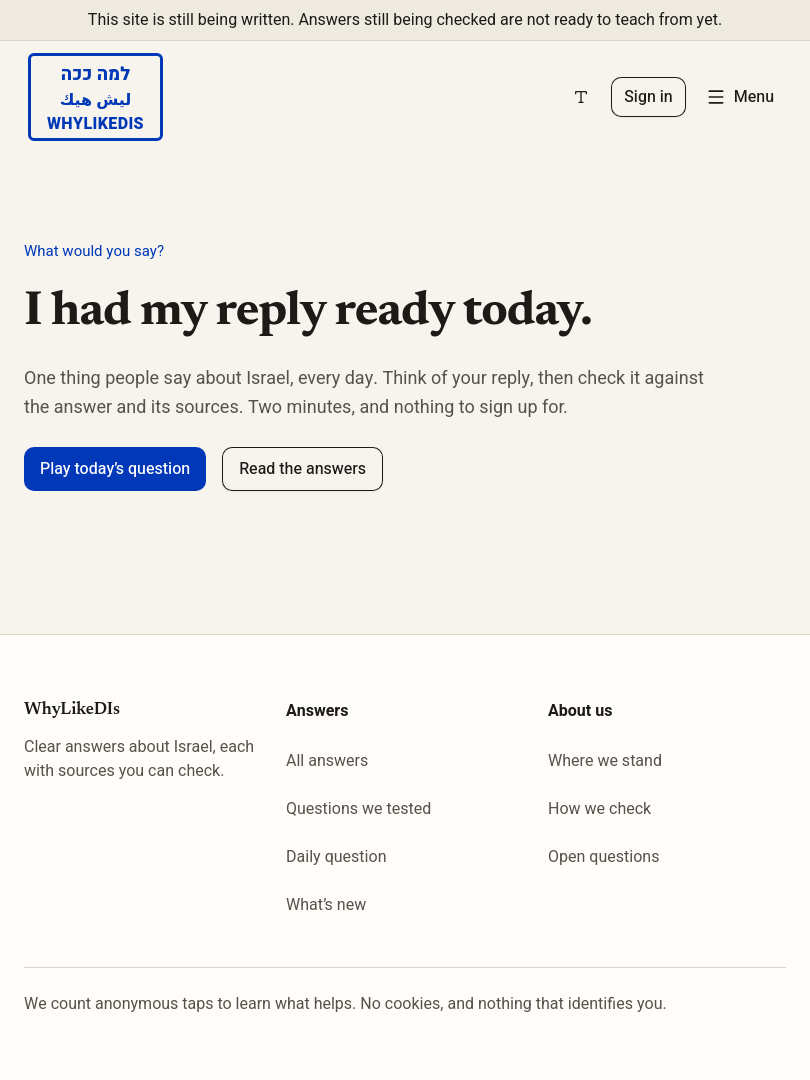 This site is still being written. Answers still being checked are not ready to teach from yet.
למה ככה
ليش هيك
WHYLIKEDIS
T
Sign in
Menu
What would you say?
I had my reply ready today.
One thing people say about Israel, every day. Think of your reply, then check it against
the answer and its sources. Two minutes, and nothing to sign up for.
Play today’s question
Read the answers
WhyLikeDIs
Clear answers about Israel, each
with sources you can check.
Answers
All answers
Questions we tested
Daily question
What’s new
About us
Where we stand
How we check
Open questions
We count anonymous taps to learn what helps. No cookies, and nothing that identifies you.